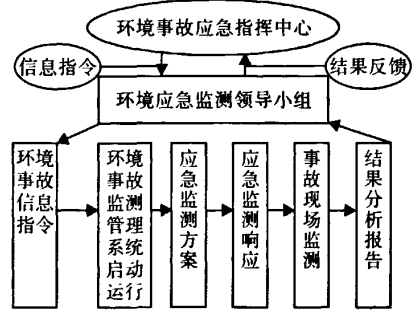 环境事故应急指挥中心
信息指令
结果反馈
环境应急监测领导小组
环境
事故
信息
指令
环境
事故
监测
管理
系统
启动
运行
应急监测方案
应急监测响应
事故现场监测
结果分析报告